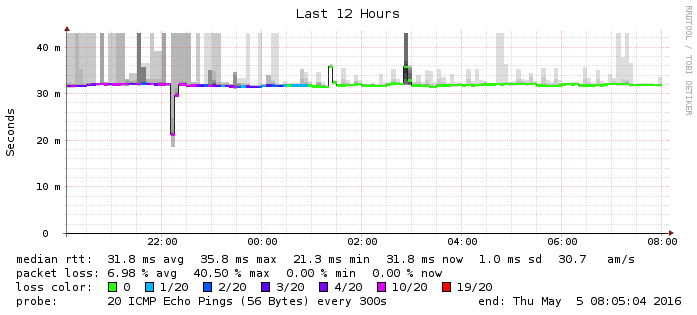 Last 12 Hours
RRDTOOL / TOBI OETIKER
Seconds
40 m
30 m
20 m
10 m
0
22:00 00:00 02:00 04:00 06:00 08:00
median rtt: 31.8 ms avg 35.8 ms max 21.3 ms min 31.8 ms now 1.0 ms sd 30.7 am/s
packet loss: 6.98 % avg 40.50 % max 0.00 % min 0.00 % now
loss color: 0 1/20 2/20 3/20 4/20 10/20 19/20
probe: 20 ICMP Echo Pings (56 Bytes) every 300s end: Thu May 5 08:05:04 2016